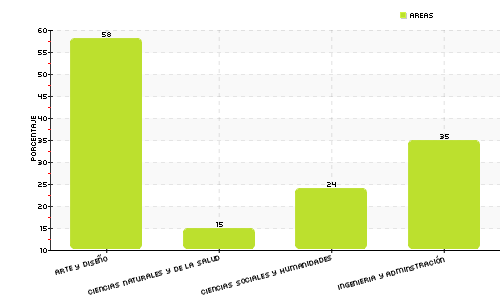 AREAS
PORCENTAJE
60
55
50
45
40
35
30
25
20
15
10
58
15
24
35
ARTE Y DISEÑO
CIENCIAS NATURALES Y DE LA SALUD
CIENCIAS SOCIALES Y HUMANIDADES
INGENIERIA Y ADMINSTRACIÓN